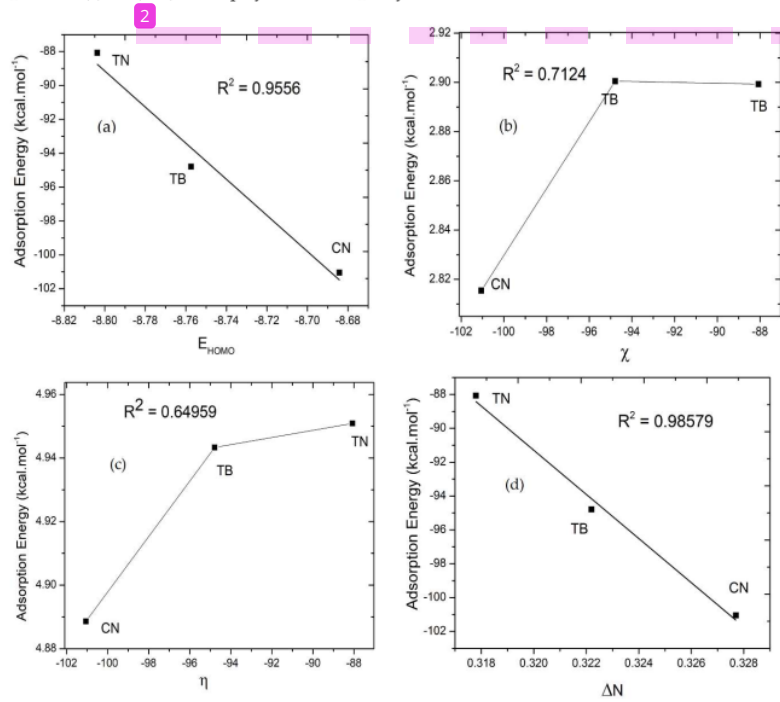 2
-88
-90
-92
-94
-96
-98
-100
-102
Adsorption Energy (kcal.mol⁻¹)
TN
R² = 0.9556
(a)
TB
CN
-8.82 -8.80 -8.78 -8.76 -8.74 -8.72 -8.70 -8.68
E_HOMO
2.92
2.90
2.88
2.86
2.84
2.82
Adsorption Energy (kcal.mol⁻¹)
R² = 0.7124
TB
TB
(b)
CN
-102 -100 -98 -96 -94 -92 -90 -88
χ
4.96
4.94
4.92
4.90
4.88
Adsorption Energy (kcal.mol⁻¹)
R² = 0.64959
TN
TB
(c)
CN
-102 -100 -98 -96 -94 -92 -90 -88
η
-88
-90
-92
-94
-96
-98
-100
-102
Adsorption Energy (kcal.mol⁻¹)
TN
R² = 0.98579
(d)
TB
CN
0.318 0.320 0.322 0.324 0.326 0.328
ΔN